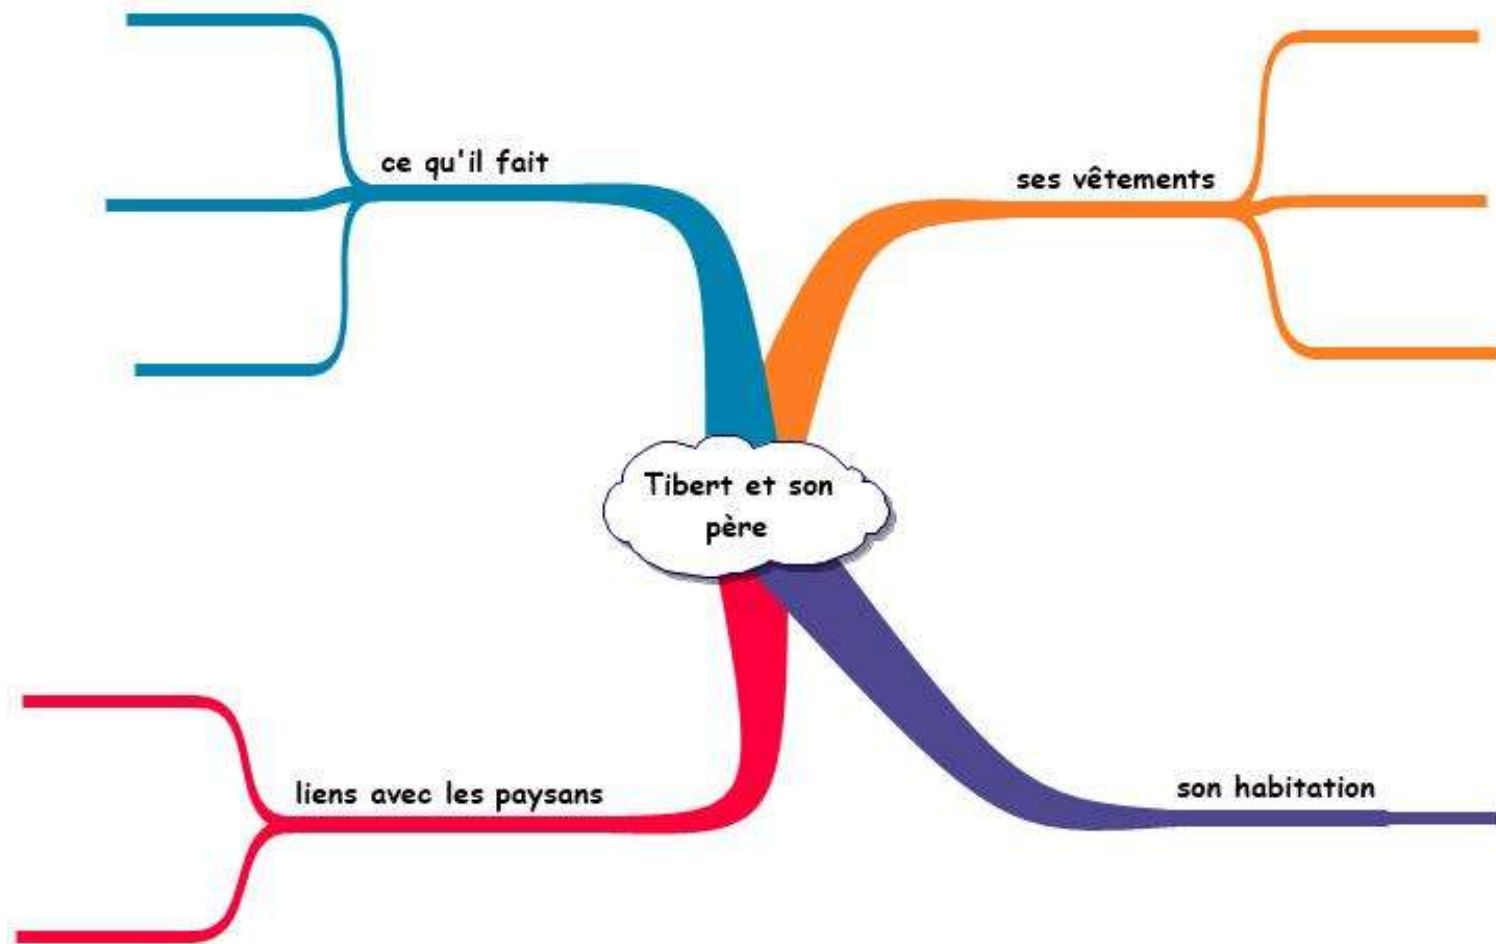 ce qu'il fait
ses vêtements
Tibert et son
père
liens avec les paysans
son habitation